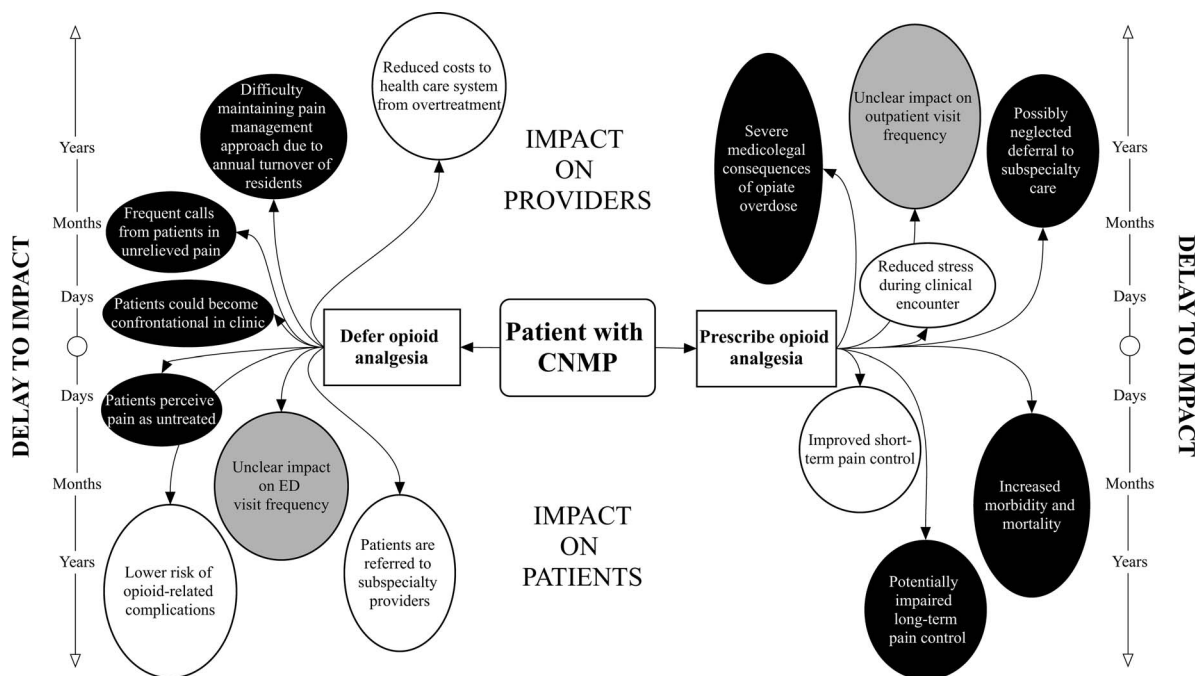 DELAY TO IMPACT
Years
Months
Days
Days
Months
Years
Reduced costs to
health care system
from overtreatment
Difficulty
maintaining pain
management
approach due to
annual turnover of
residents
Frequent calls
from patients in
unrelieved pain
Patients could become
confrontational in clinic
Patients perceive
pain as untreated
Lower risk of
opioid-related
complications
Unclear impact
on ED
visit frequency
Patients are
referred to
subspecialty
providers
Defer opioid
analgesia
IMPACT
ON
PROVIDERS
Patient with
CNMP
IMPACT
ON
PATIENTS
Prescribe opioid
analgesia
Severe
medicolegal
consequences
of opiate
overdose
Unclear impact on
outpatient visit
frequency
Possibly
neglected
deferral to
subspecialty
care
Reduced stress
during clinical
encounter
Improved short-
term pain control
Potentially
impaired
long-term
pain control
Increased
morbidity and
mortality
Years
Months
Days
Days
Months
Years
DELAY TO IMPACT